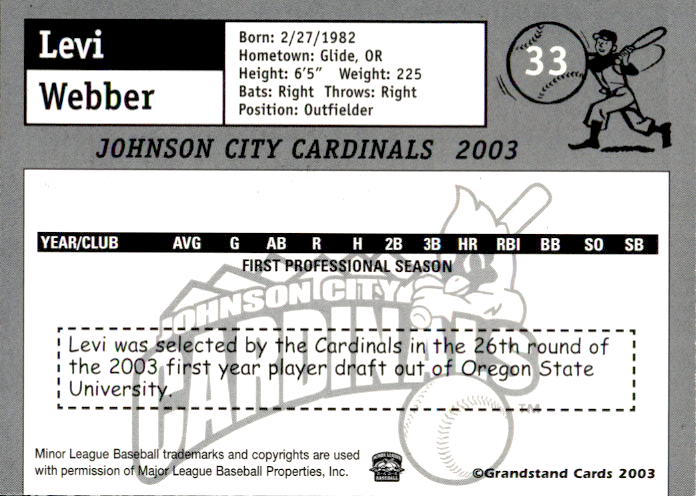 Levi
Webber
Born: 2/27/1982
Hometown: Glide, OR
Height: 6'5" Weight: 225
Bats: Right Throws: Right
Position: Outfielder
33
JOHNSON CITY CARDINALS 2003
YEAR/CLUB AVG G AB R H 2B 3B HR RBI BB SO SB
FIRST PROFESSIONAL SEASON
JOHNSON CITY
CARDINALS
TM
Levi was selected by the Cardinals in the 26th round of
the 2003 first year player draft out of Oregon State
University.
Minor League Baseball trademarks and copyrights are used
with permission of Major League Baseball Properties, Inc.
©Grandstand Cards 2003